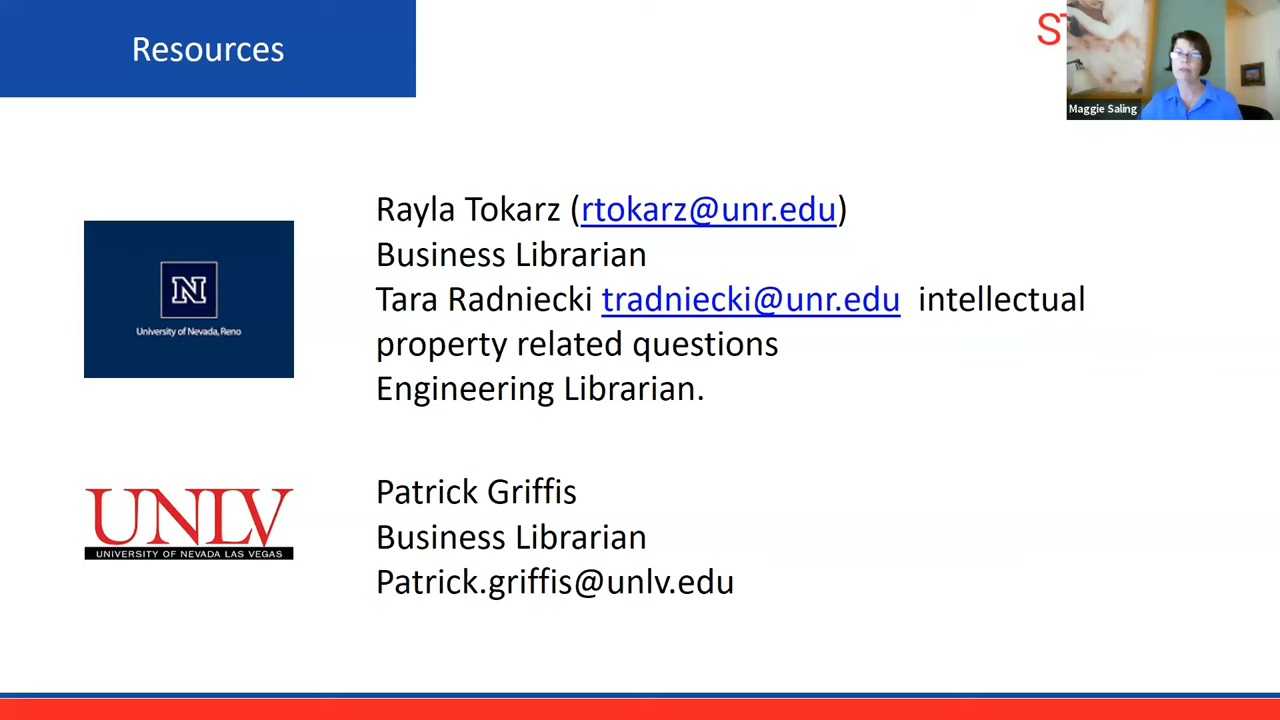 Resources
ST
Maggie Saling
Rayla Tokarz (rtokarz@unr.edu)
Business Librarian
Tara Radniecki tradniecki@unr.edu intellectual
property related questions
Engineering Librarian.
N
University of Nevada, Reno
Patrick Griffis
Business Librarian
Patrick.griffis@unlv.edu
UNLV
UNIVERSITY OF NEVADA LAS VEGAS